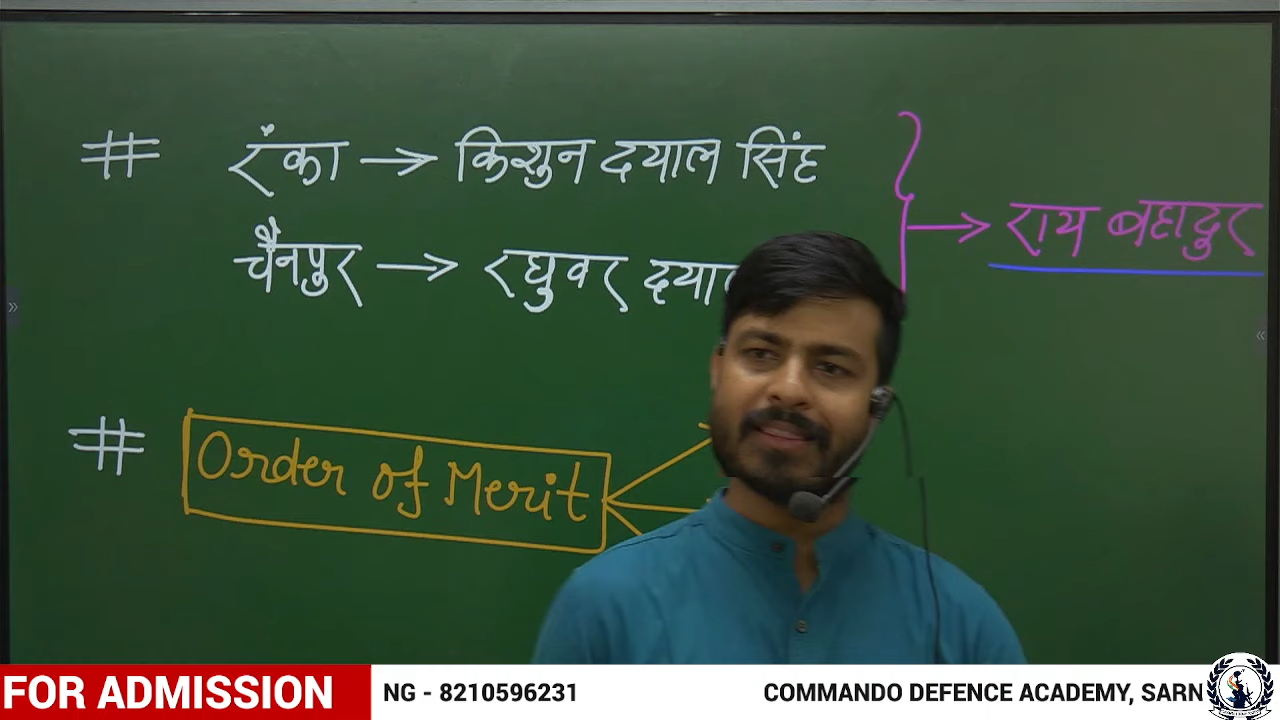 # रंका → किशुन दयाल सिंह
चैनपुर → रघुवर दयाल
} → राय बहादुर
# Order of Merit
FOR ADMISSION
NG - 8210596231
COMMANDO DEFENCE ACADEMY, SARN